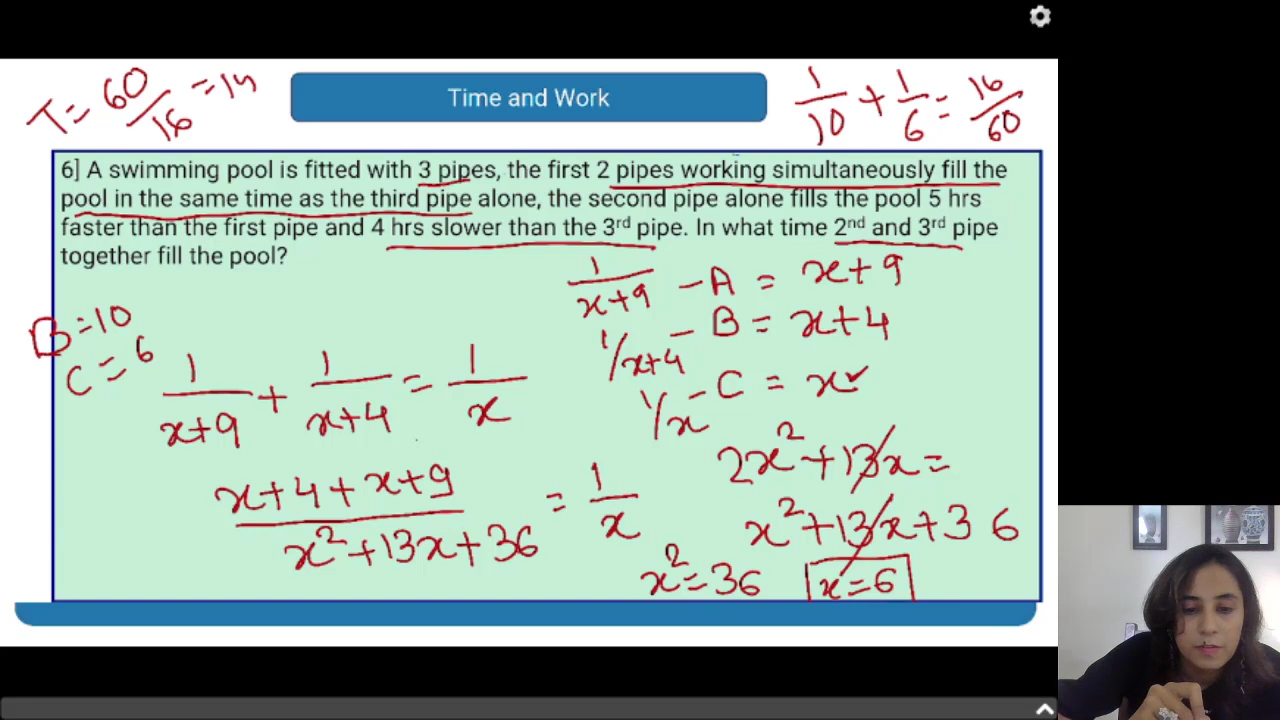 T = 60/16 = 14
Time and Work
1/10 + 1/6 = 16/60
6] A swimming pool is fitted with 3 pipes, the first 2 pipes working simultaneously fill the
pool in the same time as the third pipe alone, the second pipe alone fills the pool 5 hrs
faster than the first pipe and 4 hrs slower than the 3rd pipe. In what time 2nd and 3rd pipe
together fill the pool?
1/x+9 - A = x+9
B = 10
1/x+4 - B = x+4
C = 6
1/x - C = x
1/x+9 + 1/x+4 = 1/x
2x² + 13x =
x+4+x+9/x²+13x+36 = 1/x
x² + 13x + 36
x² = 36
x = 6